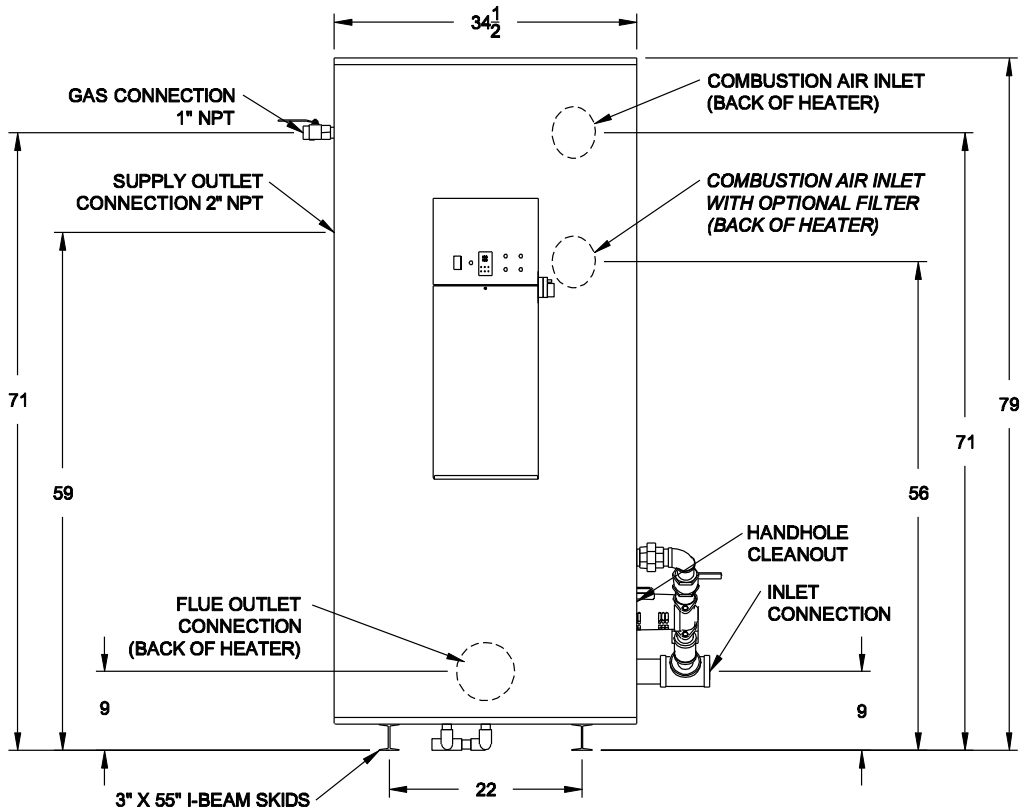 34 1/2
GAS CONNECTION
1" NPT
COMBUSTION AIR INLET
(BACK OF HEATER)
SUPPLY OUTLET
CONNECTION 2" NPT
COMBUSTION AIR INLET
WITH OPTIONAL FILTER
(BACK OF HEATER)
71
79
71
59
56
HANDHOLE
CLEANOUT
FLUE OUTLET
CONNECTION
(BACK OF HEATER)
INLET
CONNECTION
9
9
22
3" X 55" I-BEAM SKIDS